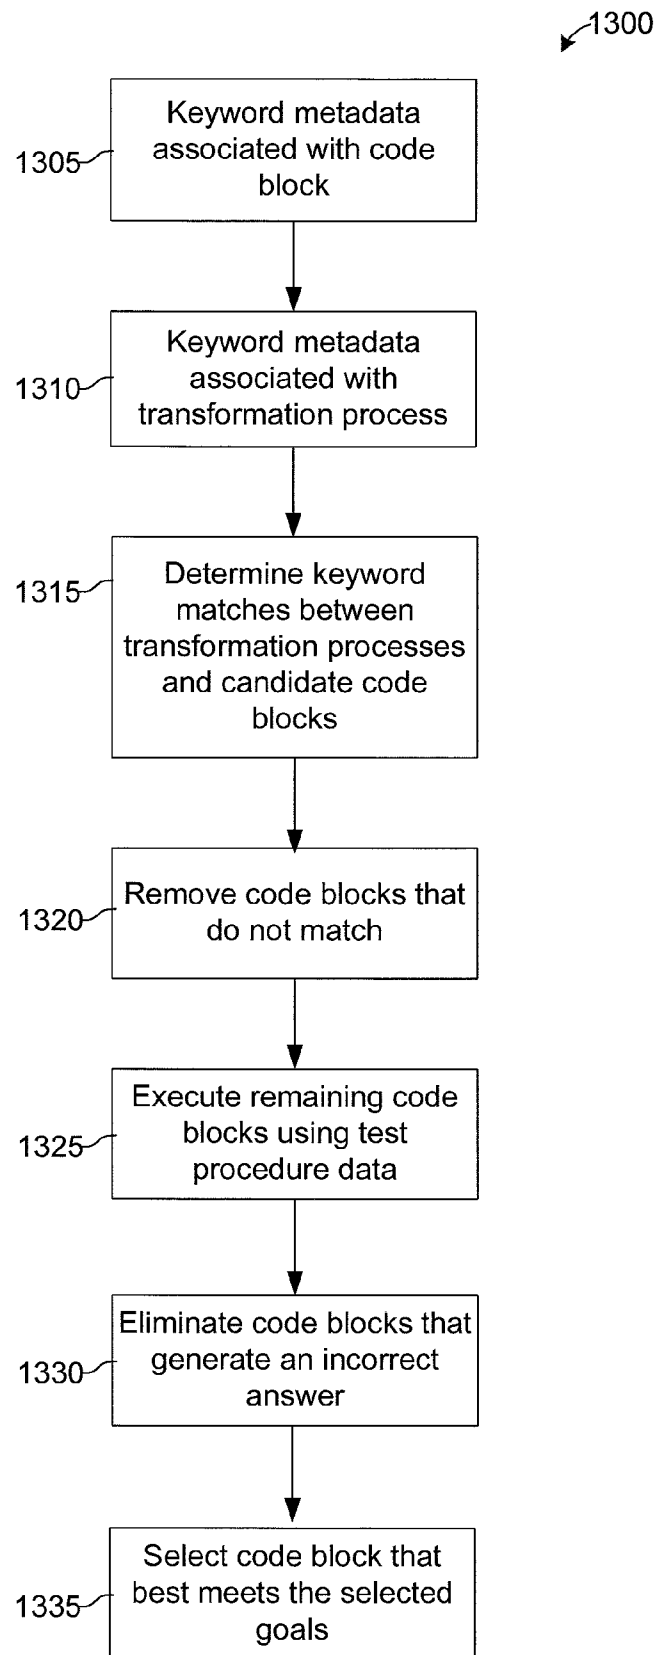 1300
Keyword metadata
associated with code
block
1305
Keyword metadata
associated with
transformation process
1310
Determine keyword
matches between
transformation processes
and candidate code
blocks
1315
Remove code blocks that
do not match
1320
Execute remaining code
blocks using test
procedure data
1325
Eliminate code blocks that
generate an incorrect
answer
1330
Select code block that
best meets the selected
goals
1335